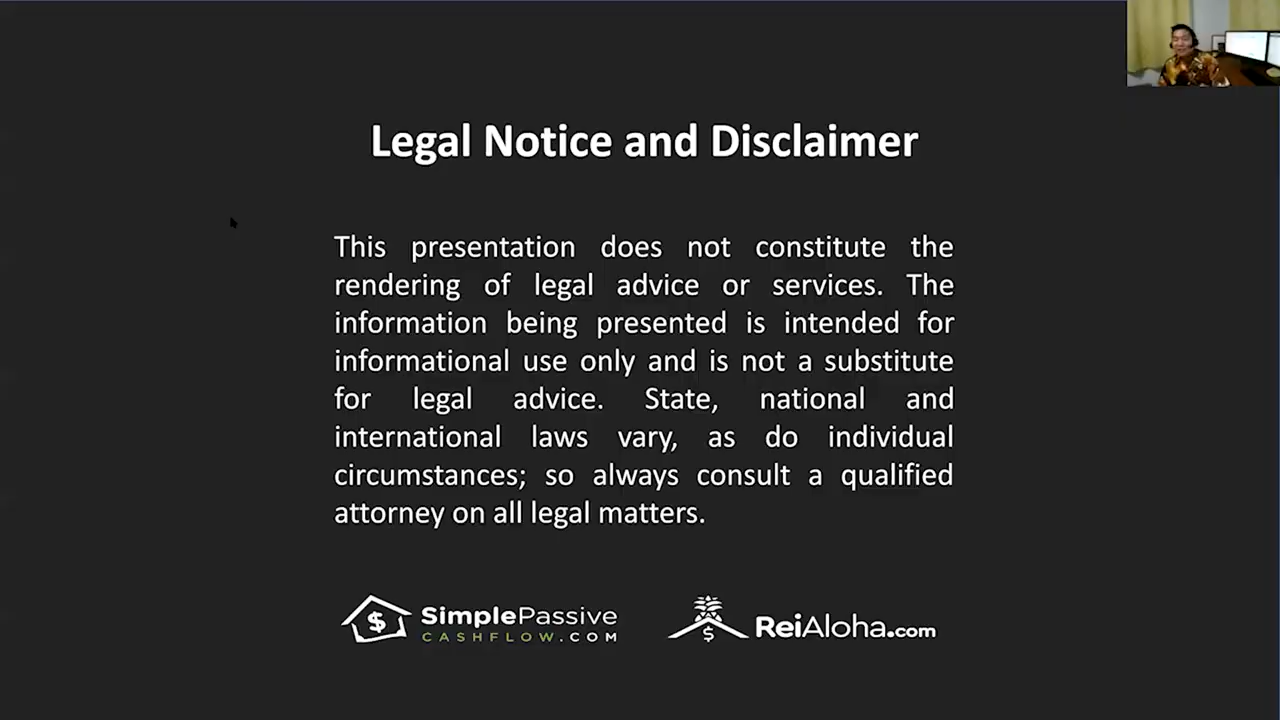 Legal Notice and Disclaimer
This presentation does not constitute the
rendering of legal advice or services. The
information being presented is intended for
informational use only and is not a substitute
for legal advice. State, national and
international laws vary, as do individual
circumstances; so always consult a qualified
attorney on all legal matters.
SimplePassive
CASHFLOW.COM
ReiAloha.com